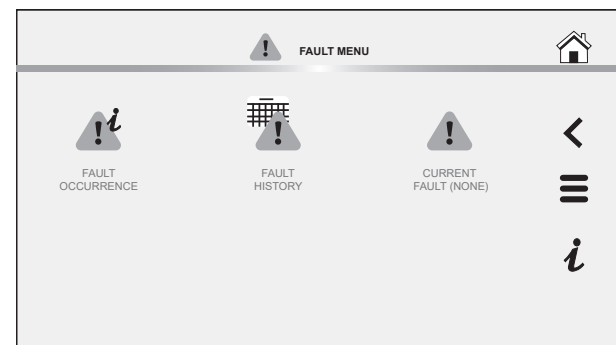 FAULT MENU
FAULT
OCCURRENCE
FAULT
HISTORY
CURRENT
FAULT (NONE)